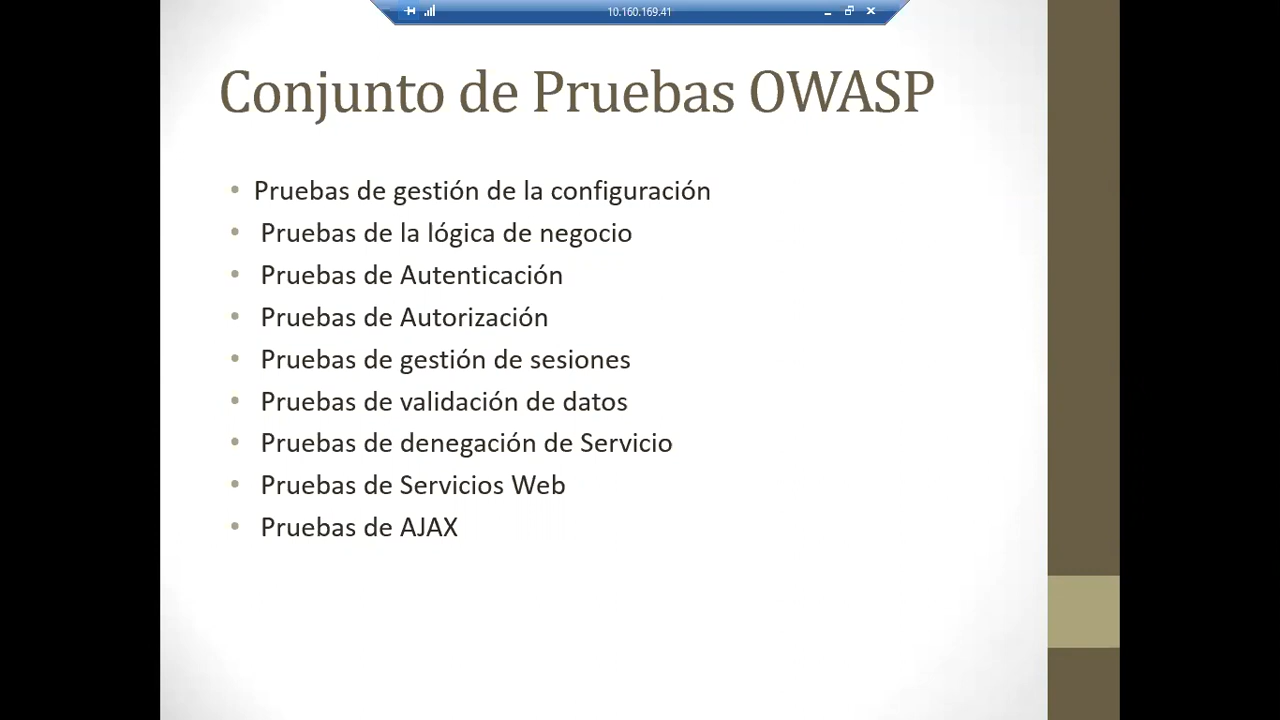 10.160.169.41
Conjunto de Pruebas OWASP
• Pruebas de gestión de la configuración
• Pruebas de la lógica de negocio
• Pruebas de Autenticación
• Pruebas de Autorización
• Pruebas de gestión de sesiones
• Pruebas de validación de datos
• Pruebas de denegación de Servicio
• Pruebas de Servicios Web
• Pruebas de AJAX